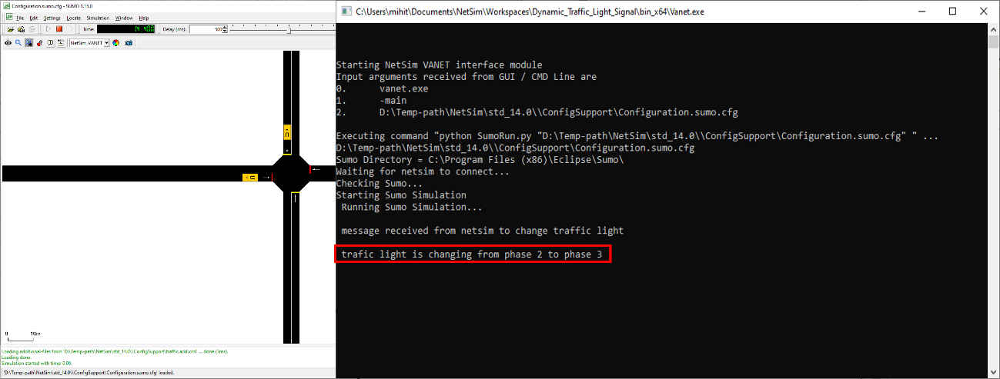 Configuration.sumo.cfg - SUMO 1.15.0
File Edit Settings Locate Simulation Window Help
Time:
Delay (ms): 500
NetSim_VANET
0 10m
Loading additional-files from 'D:\Temp-path\NetSim\std_14.0\\ConfigSupport\traffic.add.xml' ... done (3ms).
Loading done.
Simulation started with time: 0.00.
'D:\Temp-path\NetSim\std_14.0\\ConfigSupport\Configuration.sumo.cfg' loaded.
C:\Users\mihit\Documents\NetSim\Workspaces\Dynamic_Traffic_Light_Signal\bin_x64\Vanet.exe
Starting NetSim VANET interface module
Input arguments received from GUI / CMD Line are
0. vanet.exe
1. -main
2. D:\Temp-path\NetSim\std_14.0\\ConfigSupport\Configuration.sumo.cfg
Executing command "python SumoRun.py "D:\Temp-path\NetSim\std_14.0\\ConfigSupport\Configuration.sumo.cfg" " ...
D:\Temp-path\NetSim\std_14.0\\ConfigSupport\Configuration.sumo.cfg
Sumo Directory = C:\Program Files (x86)\Eclipse\Sumo\
Waiting for netsim to connect...
Checking Sumo...
Starting Sumo Simulation
Running Sumo Simulation...
message received from netsim to change traffic light
trafic light is changing from phase 2 to phase 3